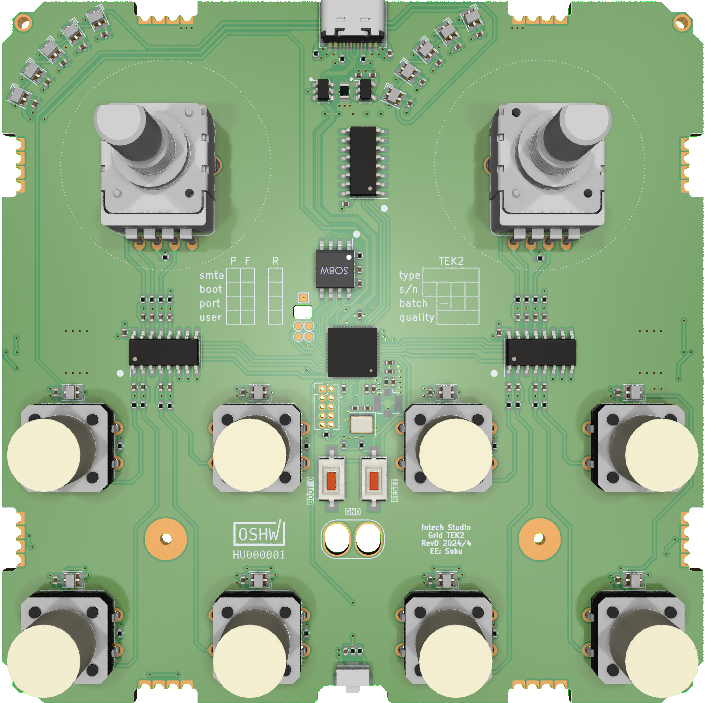 SOBW
P F R
smta
boot
port
user
TEK2
type
s/n
batch
quality
GND
OSHW
HU000001
Intech Studio
Grid TEK2
RevD 2024/4
EE: Suku